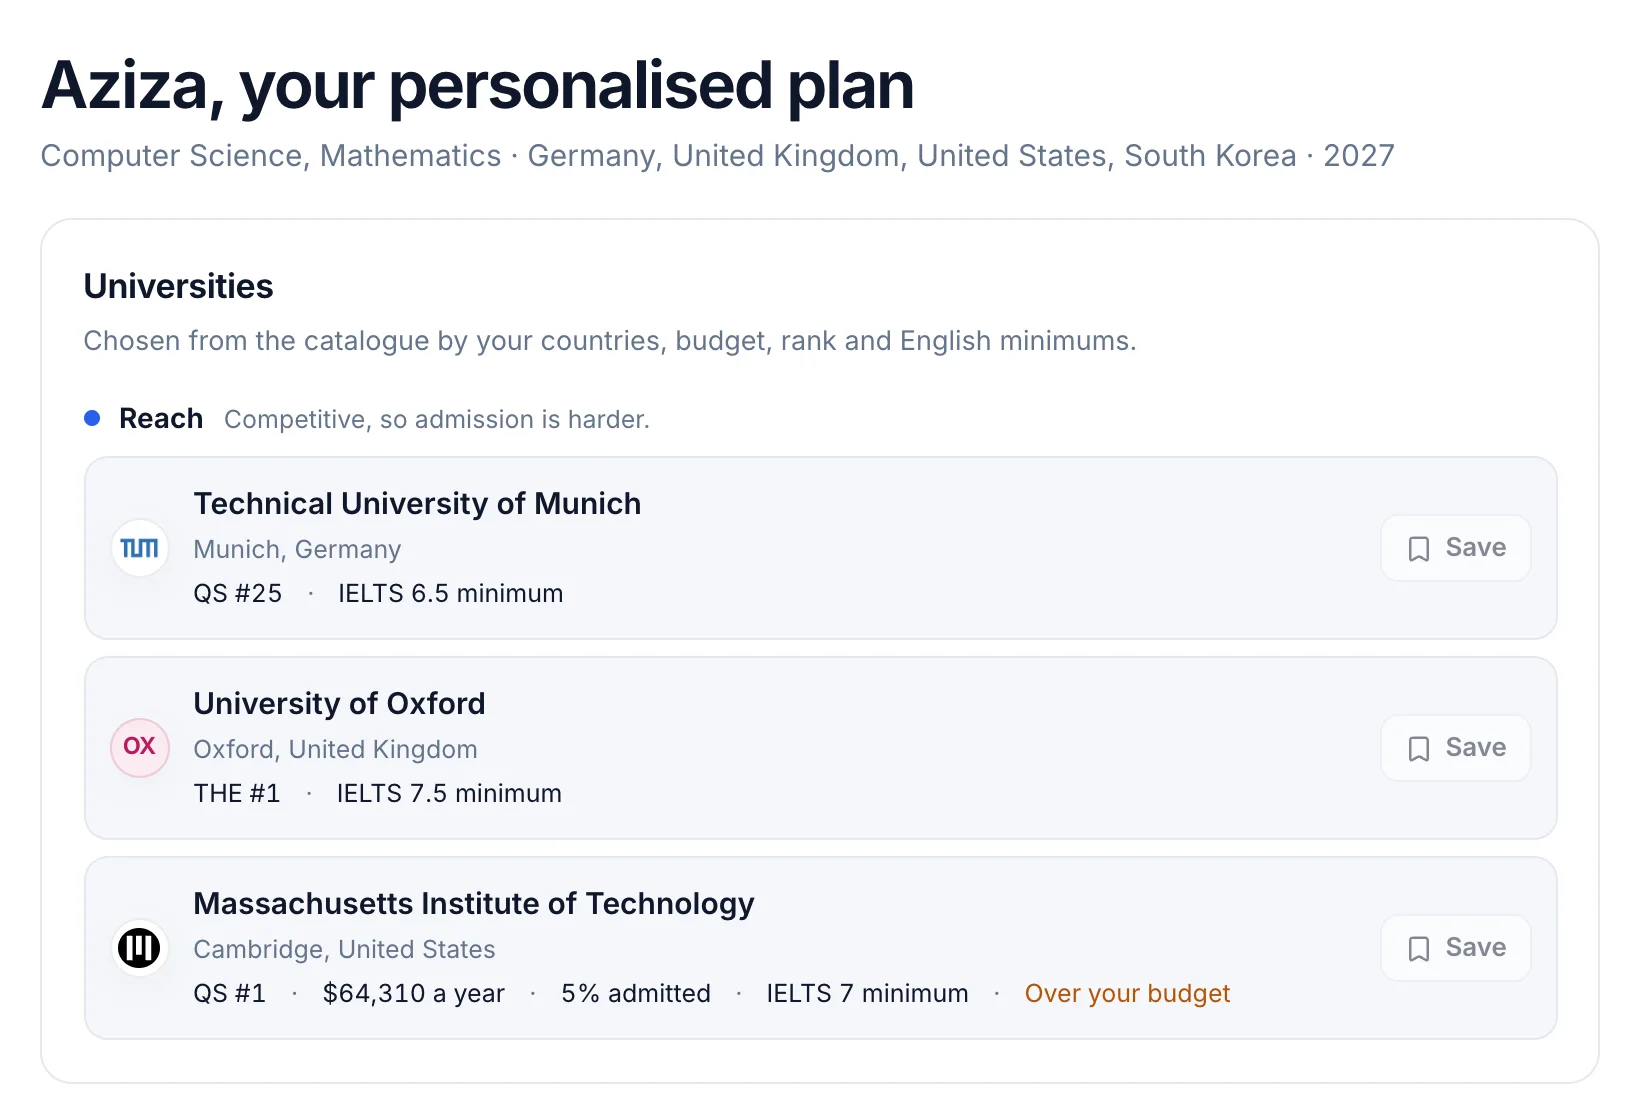 Aziza, your personalised plan
Computer Science, Mathematics · Germany, United Kingdom, United States, South Korea · 2027
Universities
Chosen from the catalogue by your countries, budget, rank and English minimums.
Reach Competitive, so admission is harder.
Technical University of Munich
TUM
Munich, Germany
Save
QS #25 · IELTS 6.5 minimum
University of Oxford
OX
Oxford, United Kingdom
Save
THE #1 · IELTS 7.5 minimum
Massachusetts Institute of Technology
Cambridge, United States
Save
QS #1 · $64,310 a year · 5% admitted · IELTS 7 minimum · Over your budget